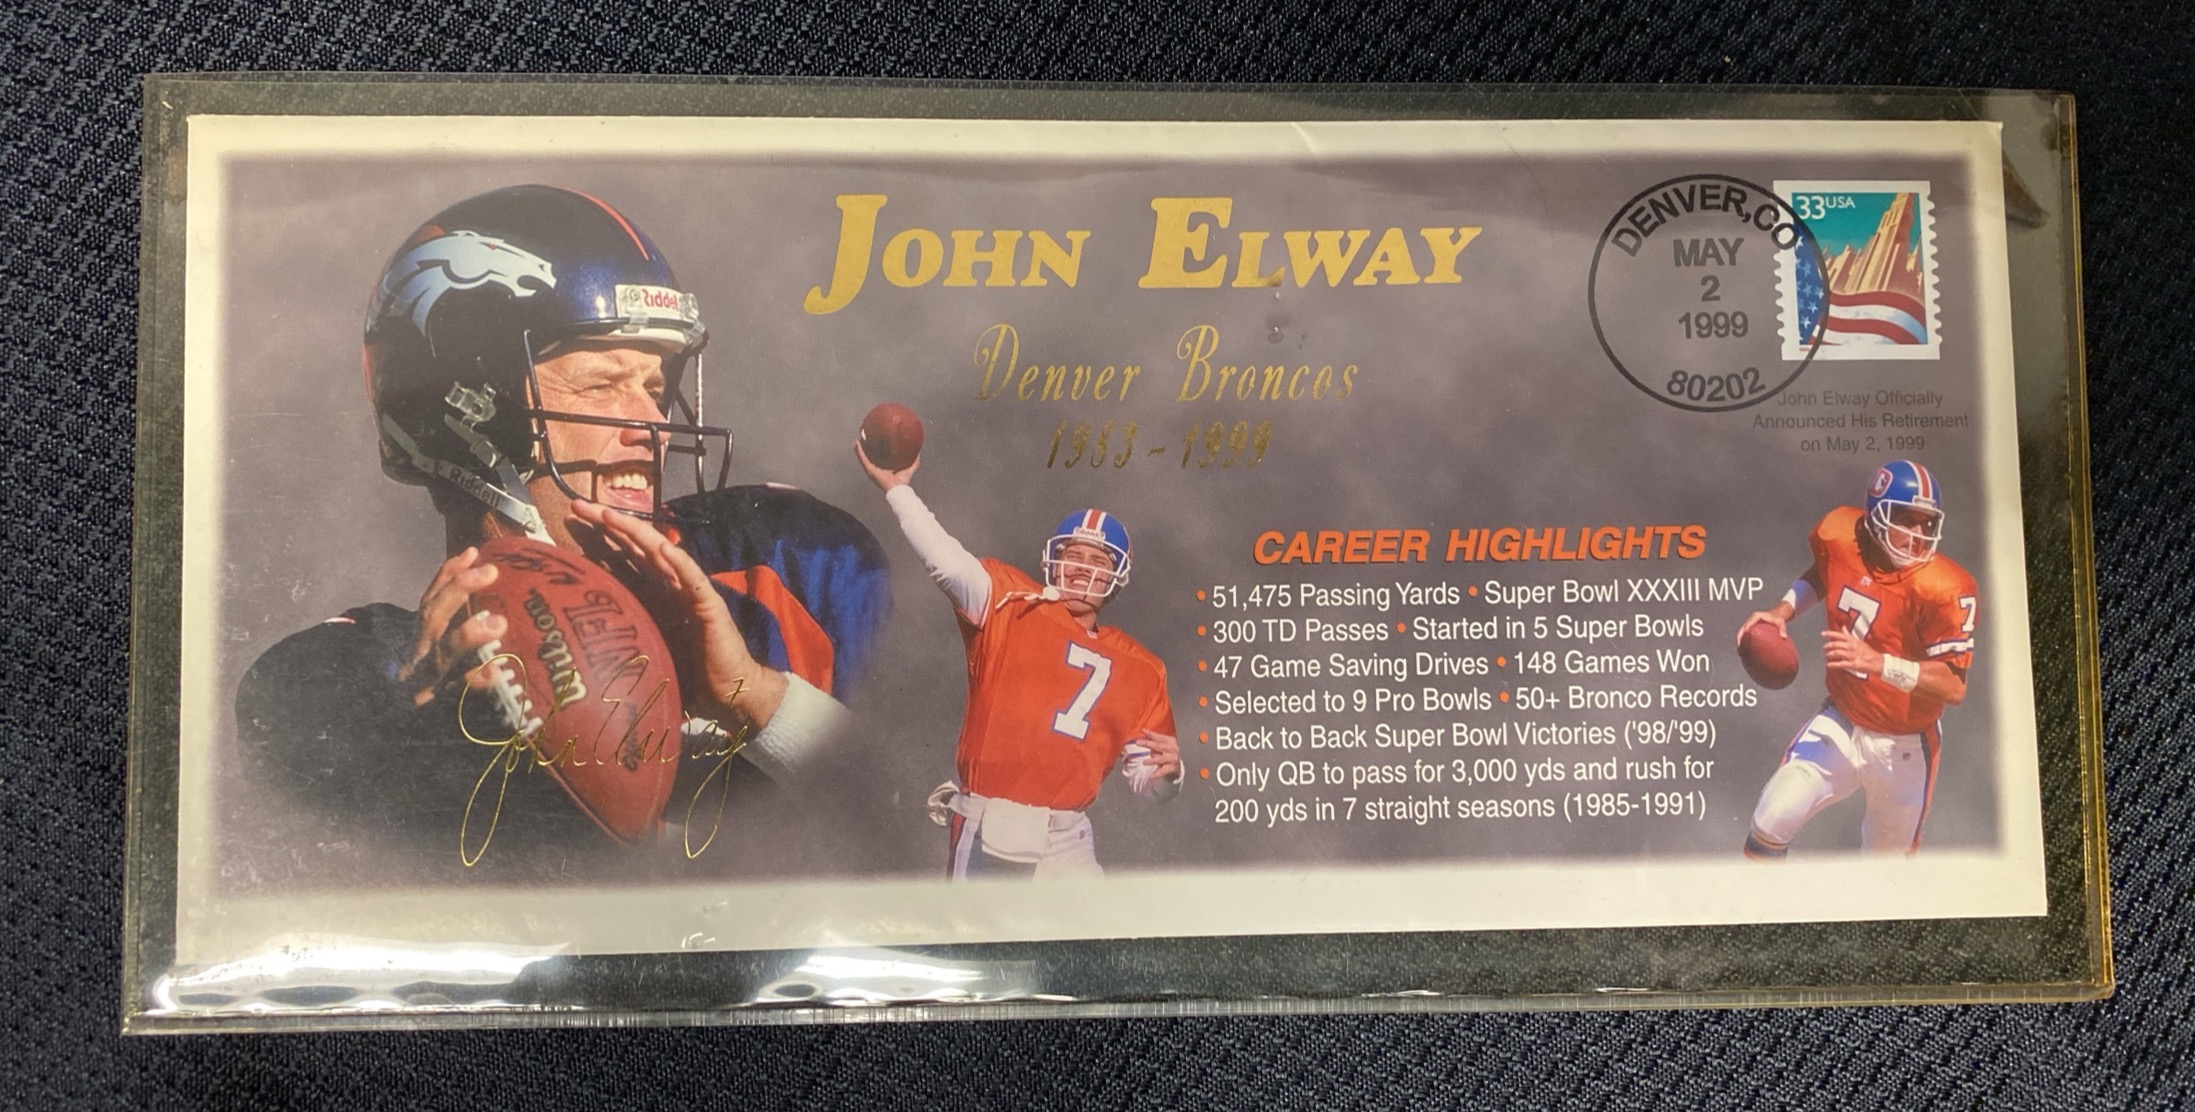 JOHN ELWAY
Denver Broncos
1983 - 1999
DENVER, CO
MAY
2
1999
80202
33USA
John Elway Officially
Announced His Retirement
on May 2, 1999
Riddell
Riddell
Wilson
NFL
John Elway 7
7
7
7
CAREER HIGHLIGHTS
• 51,475 Passing Yards • Super Bowl XXXIII MVP
• 300 TD Passes • Started in 5 Super Bowls
• 47 Game Saving Drives • 148 Games Won
• Selected to 9 Pro Bowls • 50+ Bronco Records
• Back to Back Super Bowl Victories ('98/'99)
• Only QB to pass for 3,000 yds and rush for
200 yds in 7 straight seasons (1985-1991)